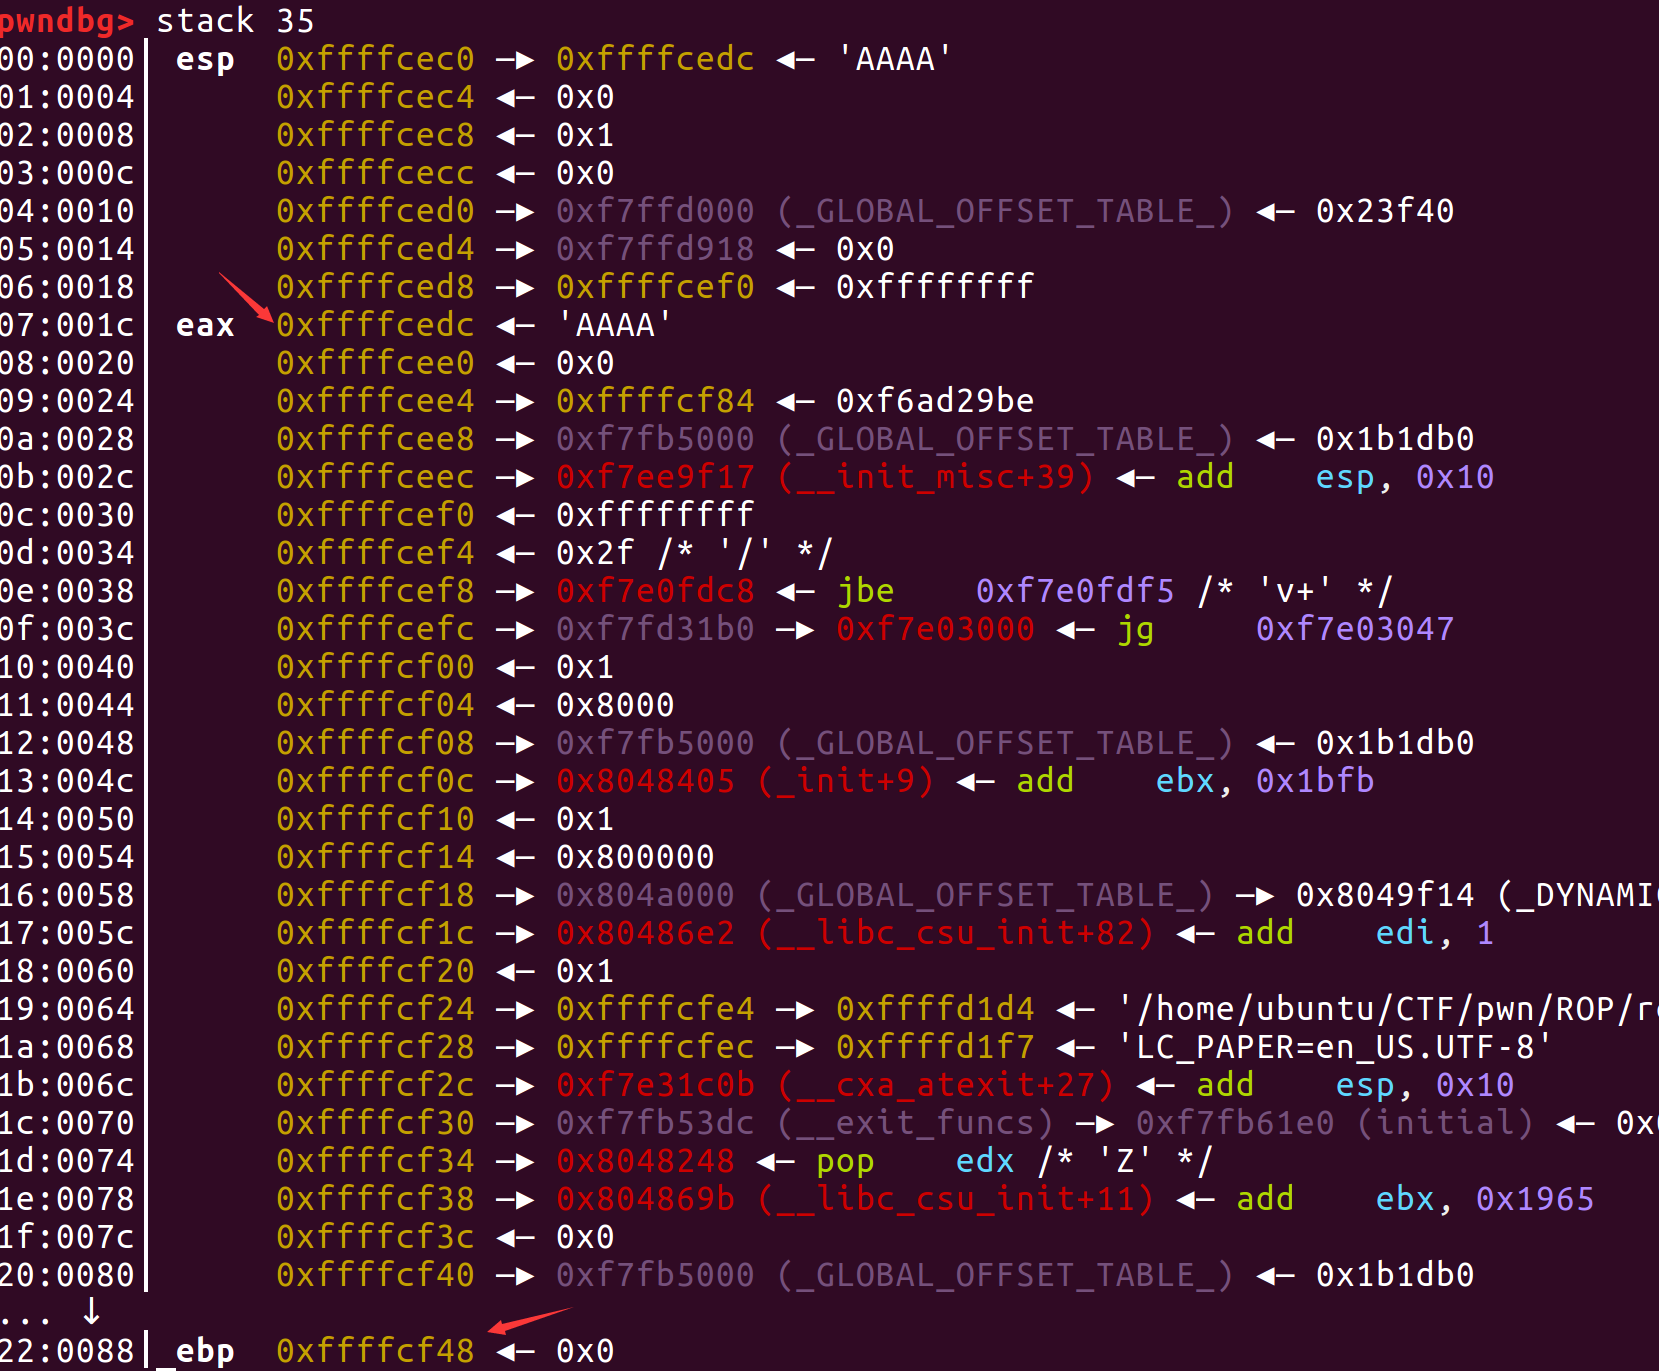 pwndbg> stack 35
00:0000│ esp 0xffffcec0 —▸ 0xffffcedc ◂— 'AAAA'
01:0004│ 0xffffcec4 ◂— 0x0
02:0008│ 0xffffcec8 ◂— 0x1
03:000c│ 0xffffcecc ◂— 0x0
04:0010│ 0xffffced0 —▸ 0xf7ffd000 (_GLOBAL_OFFSET_TABLE_) ◂— 0x23f40
05:0014│ 0xffffced4 —▸ 0xf7ffd918 ◂— 0x0
06:0018│ 0xffffced8 —▸ 0xffffcef0 ◂— 0xffffffff
07:001c│ eax 0xffffcedc ◂— 'AAAA'
08:0020│ 0xffffcee0 ◂— 0x0
09:0024│ 0xffffcee4 —▸ 0xffffcf84 ◂— 0xf6ad29be
0a:0028│ 0xffffcee8 —▸ 0xf7fb5000 (_GLOBAL_OFFSET_TABLE_) ◂— 0x1b1db0
0b:002c│ 0xffffceec —▸ 0xf7ee9f17 (__init_misc+39) ◂— add esp, 0x10
0c:0030│ 0xffffcef0 ◂— 0xffffffff
0d:0034│ 0xffffcef4 ◂— 0x2f /* '/' */
0e:0038│ 0xffffcef8 —▸ 0xf7e0fdc8 ◂— jbe 0xf7e0fdf5 /* 'v+' */
0f:003c│ 0xffffcefc —▸ 0xf7fd31b0 —▸ 0xf7e03000 ◂— jg 0xf7e03047
10:0040│ 0xffffcf00 ◂— 0x1
11:0044│ 0xffffcf04 ◂— 0x8000
12:0048│ 0xffffcf08 —▸ 0xf7fb5000 (_GLOBAL_OFFSET_TABLE_) ◂— 0x1b1db0
13:004c│ 0xffffcf0c —▸ 0x8048405 (_init+9) ◂— add ebx, 0x1bfb
14:0050│ 0xffffcf10 ◂— 0x1
15:0054│ 0xffffcf14 ◂— 0x800000
16:0058│ 0xffffcf18 —▸ 0x804a000 (_GLOBAL_OFFSET_TABLE_) —▸ 0x8049f14 (_DYNAMI
17:005c│ 0xffffcf1c —▸ 0x80486e2 (__libc_csu_init+82) ◂— add edi, 1
18:0060│ 0xffffcf20 ◂— 0x1
19:0064│ 0xffffcf24 —▸ 0xffffcfe4 —▸ 0xffffd1d4 ◂— '/home/ubuntu/CTF/pwn/ROP/r
1a:0068│ 0xffffcf28 —▸ 0xffffcfec —▸ 0xffffd1f7 ◂— 'LC_PAPER=en_US.UTF-8'
1b:006c│ 0xffffcf2c —▸ 0xf7e31c0b (__cxa_atexit+27) ◂— add esp, 0x10
1c:0070│ 0xffffcf30 —▸ 0xf7fb53dc (__exit_funcs) —▸ 0xf7fb61e0 (initial) ◂— 0x
1d:0074│ 0xffffcf34 —▸ 0x8048248 ◂— pop edx /* 'Z' */
1e:0078│ 0xffffcf38 —▸ 0x804869b (__libc_csu_init+11) ◂— add ebx, 0x1965
1f:007c│ 0xffffcf3c ◂— 0x0
20:0080│ 0xffffcf40 —▸ 0xf7fb5000 (_GLOBAL_OFFSET_TABLE_) ◂— 0x1b1db0
... ↓
22:0088│_ebp 0xffffcf48 ◂— 0x0